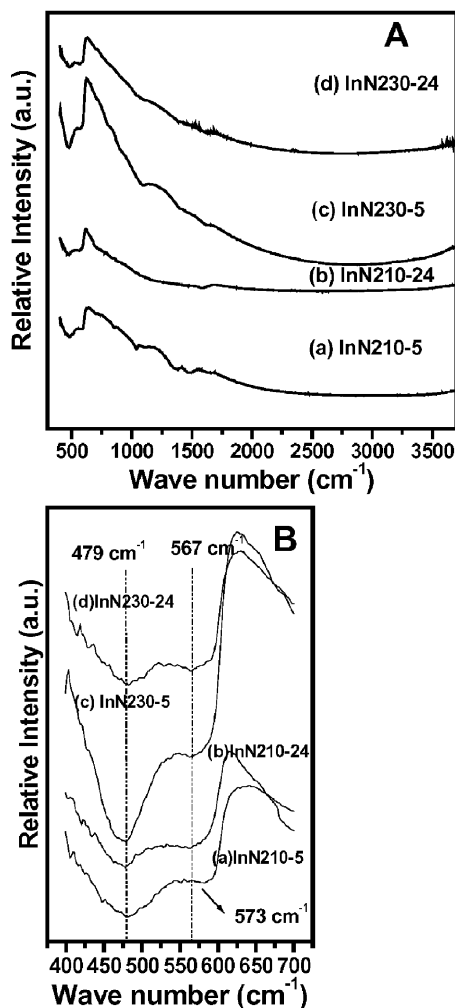 A
(d) InN230-24
(c) InN230-5
(b) InN210-24
(a) InN210-5
Relative Intensity (a.u.)
500 1000 1500 2000 2500 3000 3500
Wave number (cm⁻¹)
B
479 cm⁻¹ 567 cm⁻¹
(d)InN230-24
(c) InN230-5
(b)InN210-24
(a)InN210-5
573 cm⁻¹
Relative Intensity (a.u.)
400 450 500 550 600 650 700
Wave number (cm⁻¹)